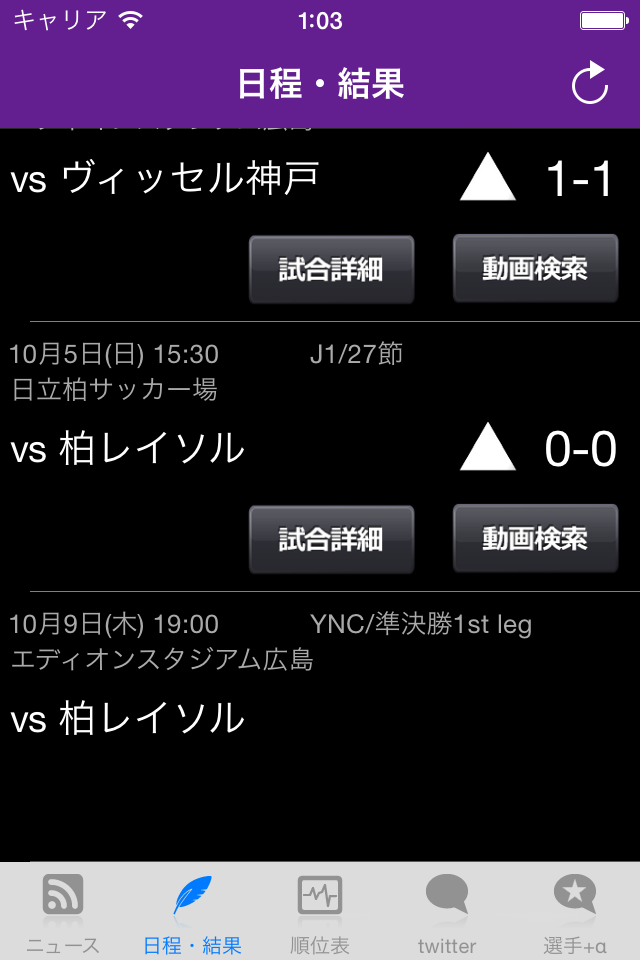 キャリア 1:03
日程・結果
vs ヴィッセル神戸 1-1
試合詳細 動画検索
10月5日(日) 15:30 J1/27節
日立柏サッカー場
vs 柏レイソル 0-0
試合詳細 動画検索
10月9日(木) 19:00 YNC/準決勝1st leg
エディオンスタジアム広島
vs 柏レイソル
ニュース 日程・結果 順位表 twitter 選手+α